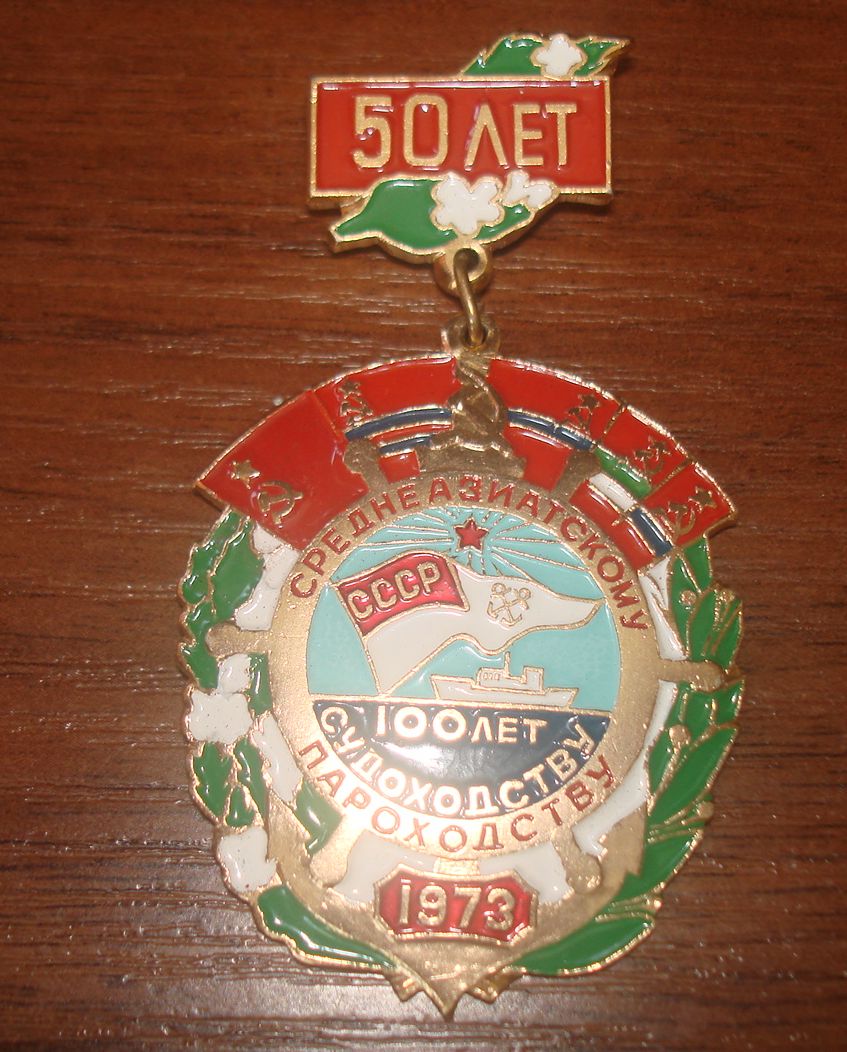 50 ЛЕТ
СРЕДНЕАЗИАТСКОМУ
СССР
100 ЛЕТ
СУДОХОДСТВУ
ПАРОХОДСТВУ
1973